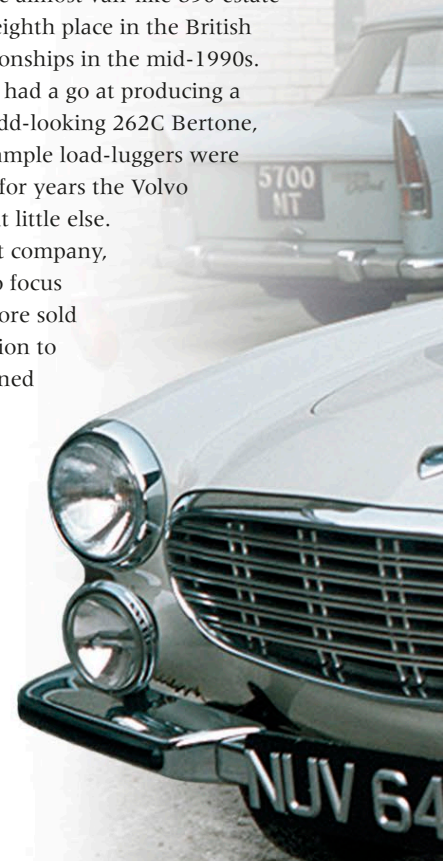 almost van-like 890 estate
eighth place in the British
onships in the mid-1990s.
had a go at producing a
dd-looking 262C Bertone,
mple load-luggers were
for years the Volvo
t little else.
t company,
focus
ore sold
ion to
ned
5700
MT
NUV 64